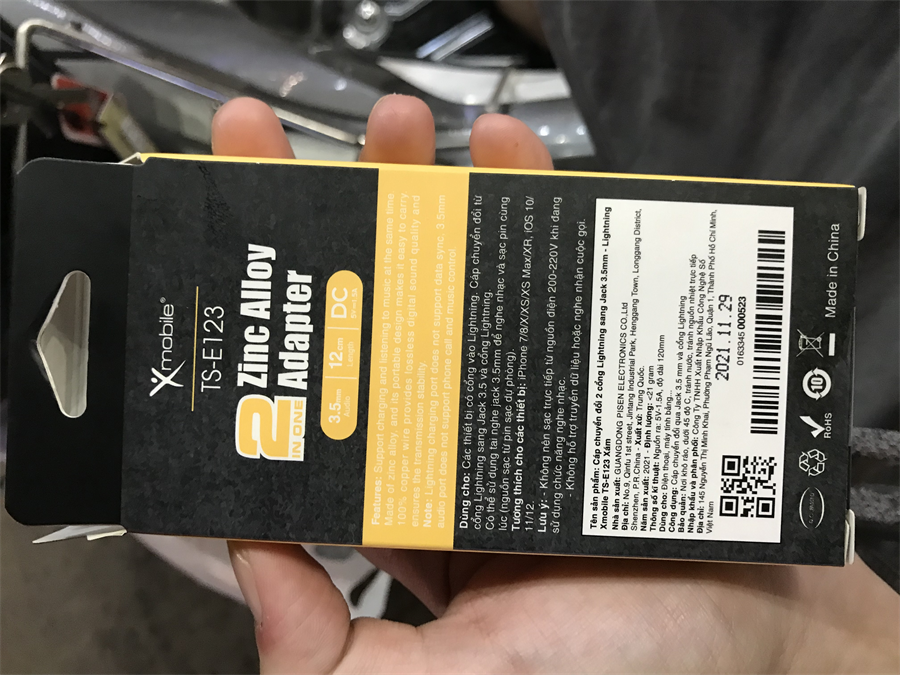 Xmobile®
TS-E123
2 Zinc Alloy
IN ONE Adapter
3.5mm 12cm DC
Audio Length 5V=1.5A
Features: Support charging and listening to music at the same time
Made of zinc alloy, and its portable design makes it easy to carry
100% copper wire provides lossless digital sound quality and
ensures the transmission stability
Note: Lightning charging port does not support data sync, 3.5mm
audio port does not support phone call and music control.
Dùng cho: Các thiết bị có cổng vào Lightning. Cáp chuyển đổi từ
cổng Lightning sang Jack 3.5 và cổng Lightning.
Có thể sử dụng tai nghe jack 3.5mm để nghe nhạc và sạc pin cùng
lúc (nguồn sạc từ pin sạc dự phòng).
Tương thích cho các thiết bị: iPhone 7/8/X/XS/XS Max/XR, iOS 10/
11/12.
Lưu ý: - Không nên sạc trực tiếp từ nguồn điện 200-220V khi đang
sử dụng chức năng nghe nhạc.
- Không hỗ trợ truyền dữ liệu hoặc nghe nhận cuộc gọi.
Tên sản phẩm: Cáp chuyển đổi 2 cổng Lightning sang Jack 3.5mm - Lightning
Xmobile TS-E123 Xám
Nhà sản xuất: GUANGDONG PISEN ELECTRONICS CO.,Ltd
Địa chỉ: No.9, Qinfu 1st street, Jintang Industrial Park, Henggang Town, Longgang District,
Shenzhen, P.R.China - Xuất xứ: Trung Quốc.
Năm sản xuất: 2021 - Định lượng: <21 gram
Thông số kĩ thuật: Nguồn ra: 5V-1.5A, độ dài 120mm
Dùng cho: Điện thoại, máy tính bảng...
Công dụng: Cáp chuyển đổi qua Jack 3.5 mm và cổng Lightning
Bảo quản: Nơi khô ráo, dưới 45 độ C, tránh nước, tránh nguồn nhiệt trực tiếp
Nhập khẩu và phân phối: Công Ty TNHH Xuất Nhập Khẩu Công Nghệ Số
Địa chỉ: 145 Nguyễn Thị Minh Khai, Phường Phạm Ngũ Lão, Quận 1, Thành Phố Hồ Chí Minh,
Việt Nam
2021.11.29
0163345 000523
RoHS
10
Made in China